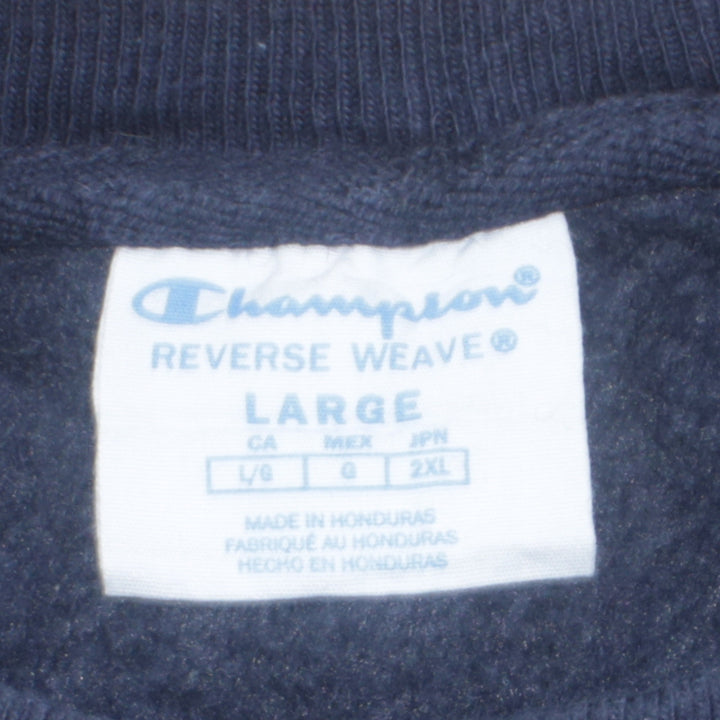 Champion®
REVERSE WEAVE®
LARGE
CA MEX JPN
L/G G 2XL
MADE IN HONDURAS
FABRIQUÉ AU HONDURAS
HECHO EN HONDURAS